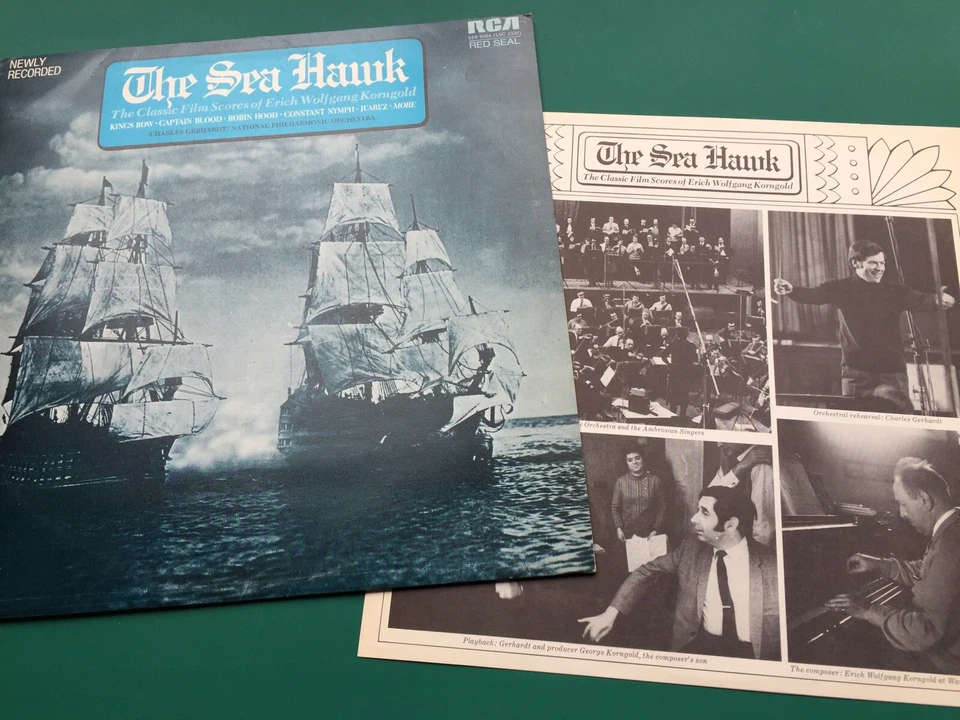 NEWLY
RECORDED
RCA
RED SEAL
The Sea Hawk
The Classic Film Scores of Erich Wolfgang Korngold
KINGS ROW · CAPTAIN BLOOD · ROBIN HOOD · CONSTANT NYMPH · JUAREZ · MORE
CHARLES GERHARDT/NATIONAL PHILHARMONIC ORCHESTRA
The Sea Hawk
The Classic Film Scores of Erich Wolfgang Korngold
Orchestral rehearsal: Charles Gerhardt
Orchestra and the Ambrosian Singers
Playback: Gerhardt and producer George Korngold, the composer's son
The composer: Erich Wolfgang Korngold at